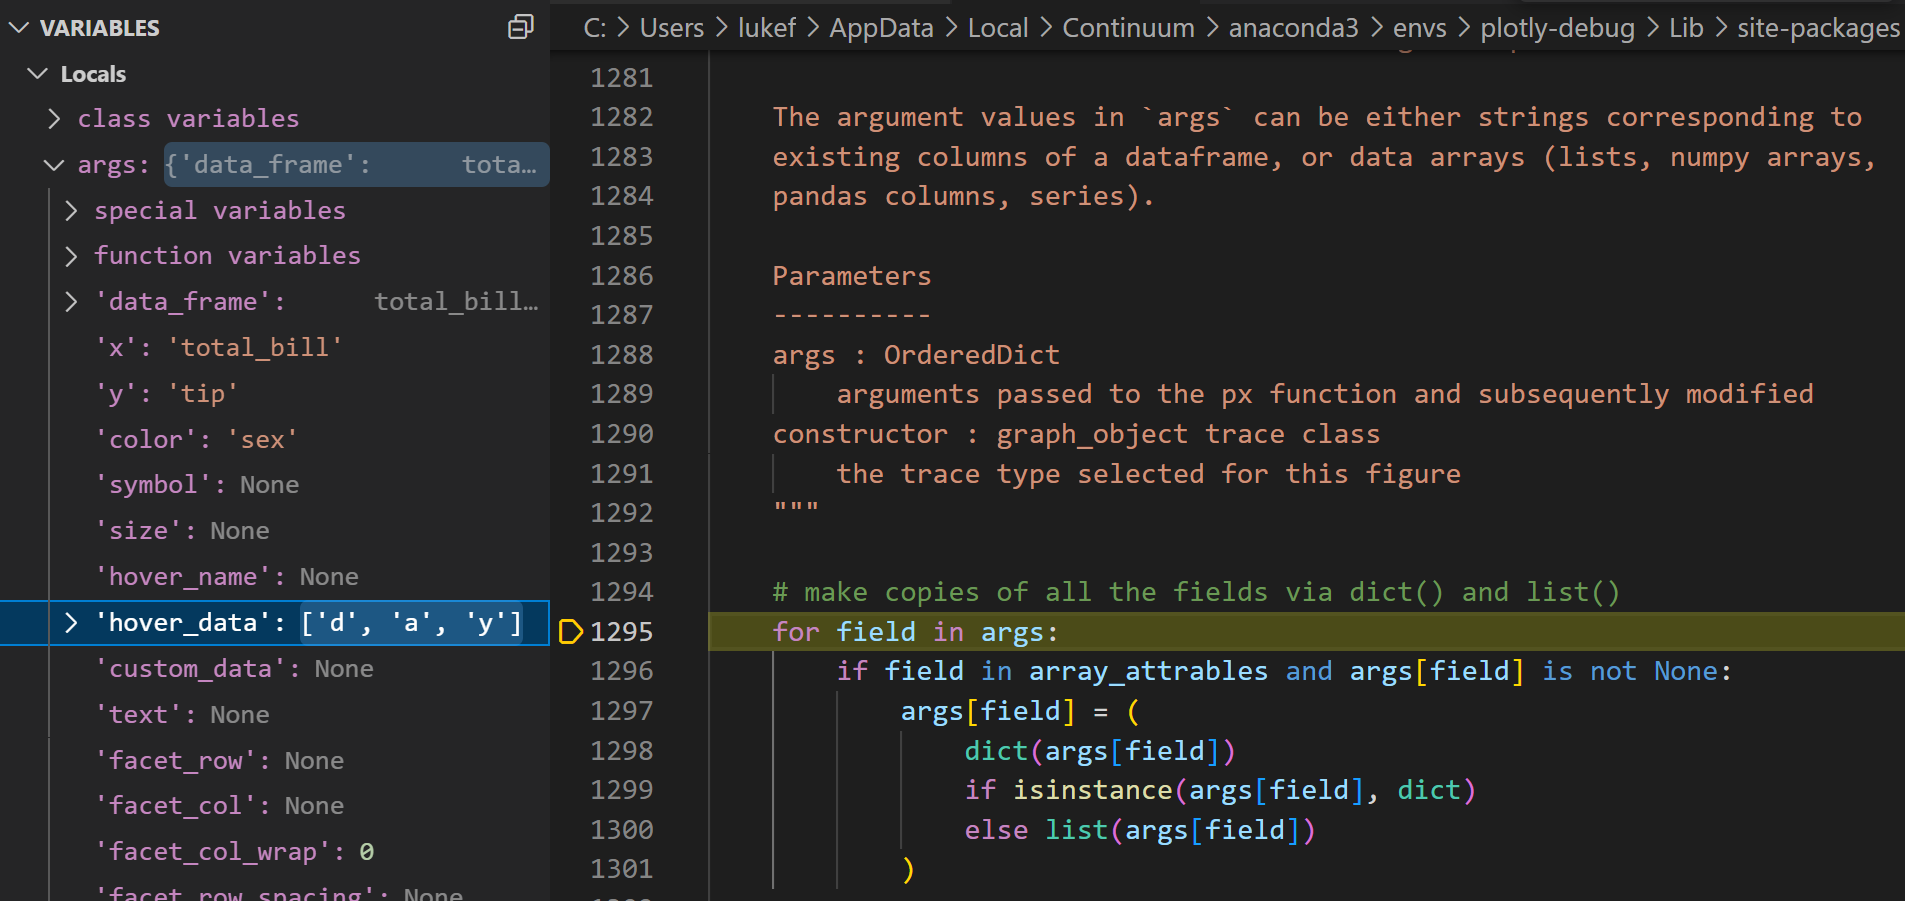 VARIABLES
Locals
class variables
args: {'data_frame': tota…
special variables
function variables
'data_frame': total_bill…
'x': 'total_bill'
'y': 'tip'
'color': 'sex'
'symbol': None
'size': None
'hover_name': None
'hover_data': ['d', 'a', 'y']
'custom_data': None
'text': None
'facet_row': None
'facet_col': None
'facet_col_wrap': 0
'facet_row_spacing': None
C: > Users > lukef > AppData > Local > Continuum > anaconda3 > envs > plotly-debug > Lib > site-packages
1281
1282 The argument values in `args` can be either strings corresponding to
1283 existing columns of a dataframe, or data arrays (lists, numpy arrays,
1284 pandas columns, series).
1285
1286 Parameters
1287 ----------
1288 args : OrderedDict
1289 arguments passed to the px function and subsequently modified
1290 constructor : graph_object trace class
1291 the trace type selected for this figure
1292 """
1293
1294 # make copies of all the fields via dict() and list()
1295 for field in args:
1296 if field in array_attrables and args[field] is not None:
1297 args[field] = (
1298 dict(args[field])
1299 if isinstance(args[field], dict)
1300 else list(args[field])
1301 )